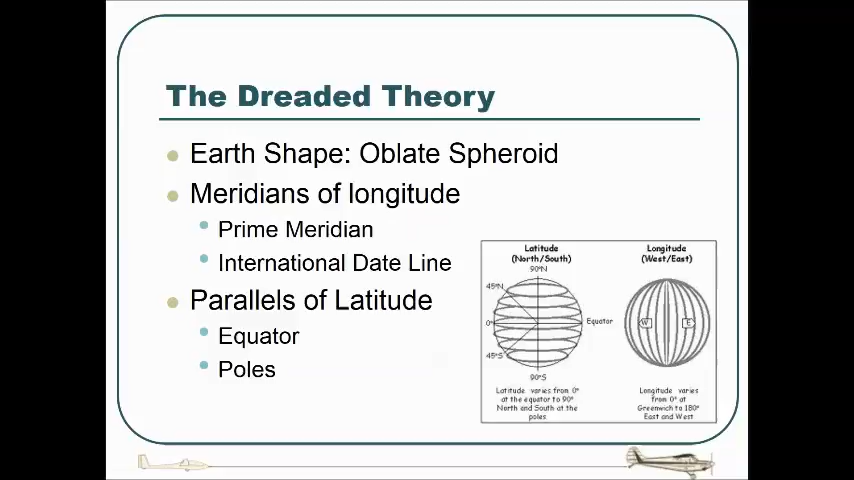 The Dreaded Theory
Earth Shape: Oblate Spheroid
Meridians of longitude
Prime Meridian
International Date Line
Parallels of Latitude
Equator
Poles
Latitude
(North/South)
90°N
45°N
0°
Equator
45°S
90°S
Latitude varies from 0°
at the equator to 90°
North and South at the
poles
Longitude
(West/East)
W
E
Longitude varies
from 0° at
Greenwich to 180°
East and West